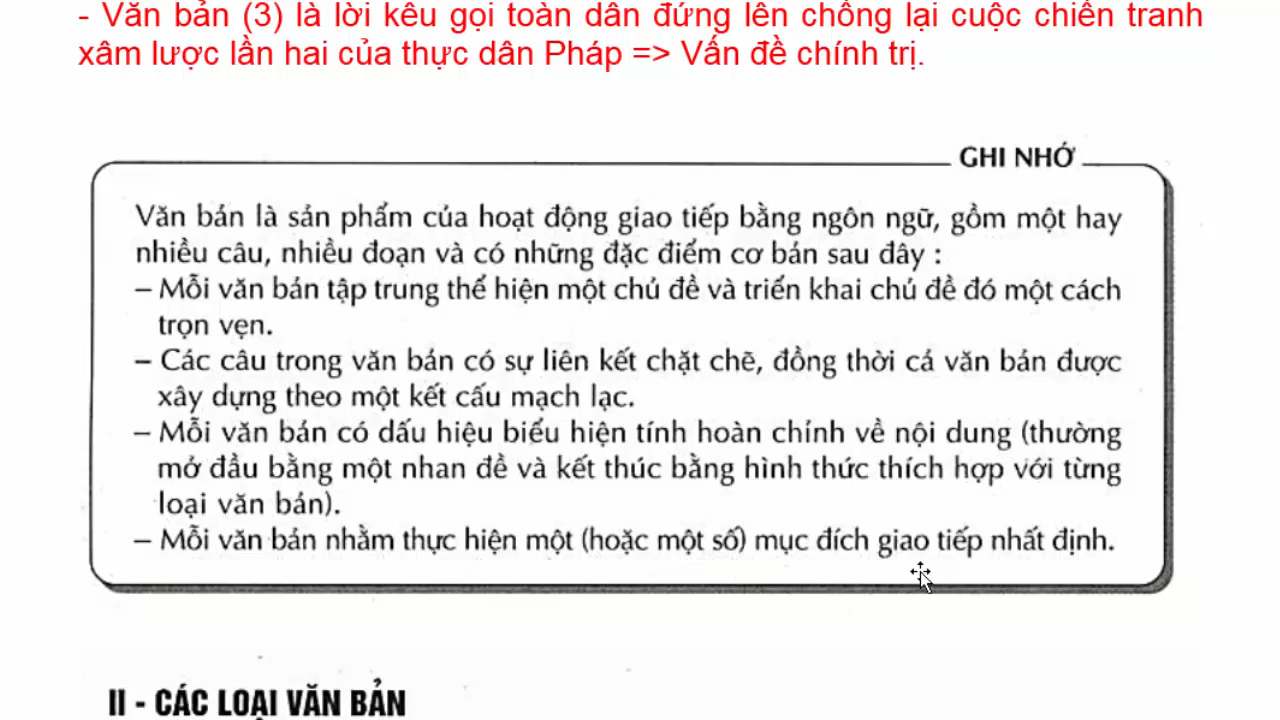 - Văn bản (3) là lời kêu gọi toàn dân đứng lên chống lại cuộc chiến tranh
xâm lược lần hai của thực dân Pháp => Vấn đề chính trị.
GHI NHỚ
Văn bản là sản phẩm của hoạt động giao tiếp bằng ngôn ngữ, gồm một hay
nhiều câu, nhiều đoạn và có những đặc điểm cơ bản sau đây :
– Mỗi văn bản tập trung thể hiện một chủ đề và triển khai chủ đề đó một cách
trọn vẹn.
– Các câu trong văn bản có sự liên kết chặt chẽ, đồng thời cả văn bản được
xây dựng theo một kết cấu mạch lạc.
– Mỗi văn bản có dấu hiệu biểu hiện tính hoàn chỉnh về nội dung (thường
mở đầu bằng một nhan đề và kết thúc bằng hình thức thích hợp với từng
loại văn bản).
– Mỗi văn bản nhằm thực hiện một (hoặc một số) mục đích giao tiếp nhất định.
II - CÁC LOẠI VĂN BẢN